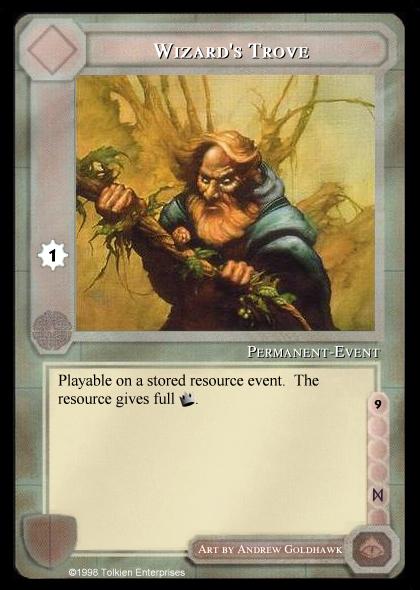 Wizard's Trove
1
Permanent-Event
Playable on a stored resource event. The
resource gives full
9
Art by Andrew Goldhawk
©1998 Tolkien Enterprises